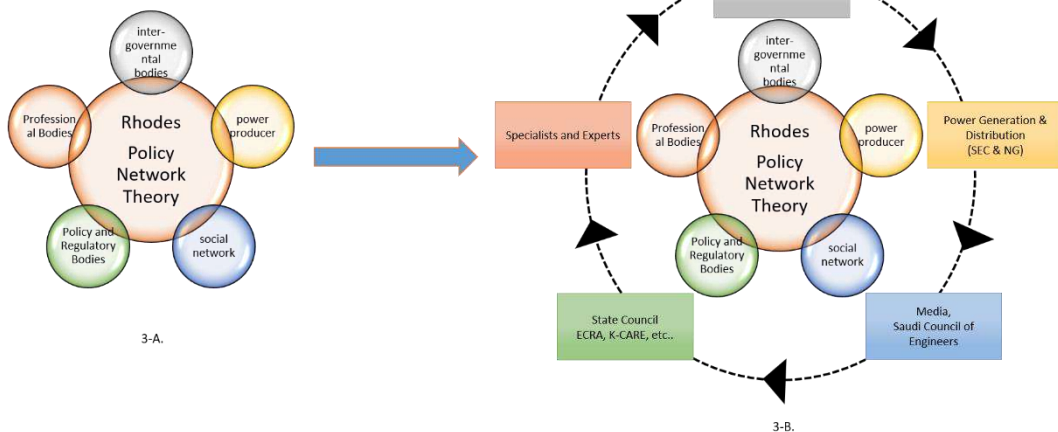 inter-
governme
ntal
bodies
Profession
al Bodies
Rhodes
Policy
Network
Theory
power
producer
Policy and
Regulatory
Bodies
social
network
3-A.
inter-
governme
ntal
bodies
Specialists and Experts
Profession
al Bodies
Rhodes
Policy
Network
Theory
power
producer
Power Generation &
Distribution
(SEC & NG)
Policy and
Regulatory
Bodies
social
network
State Council
ECRA, K-CARE, etc..
Media,
Saudi Council of
Engineers
3-B.